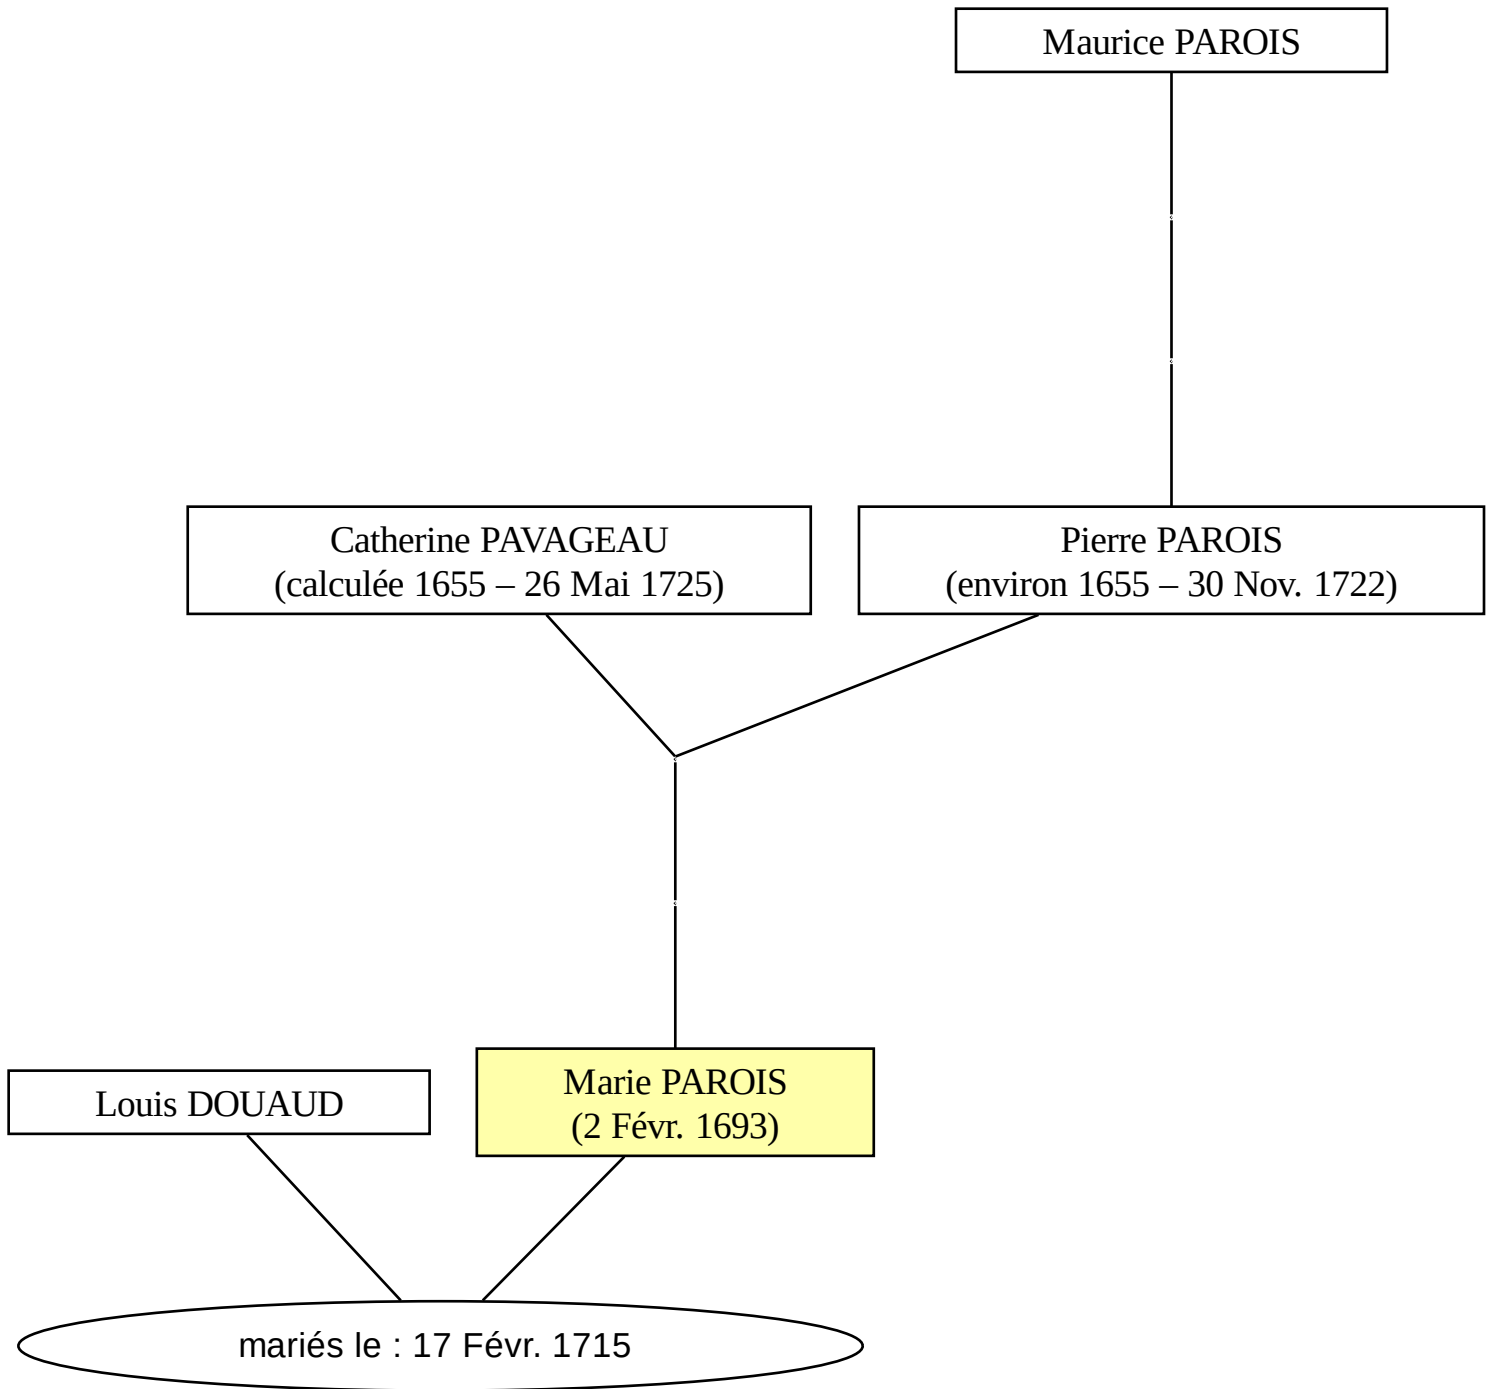 Maurice PAROIS
Catherine PAVAGEAU
(calculée 1655 – 26 Mai 1725)
Pierre PAROIS
(environ 1655 – 30 Nov. 1722)
Louis DOUAUD
Marie PAROIS
(2 Févr. 1693)
mariés le : 17 Févr. 1715